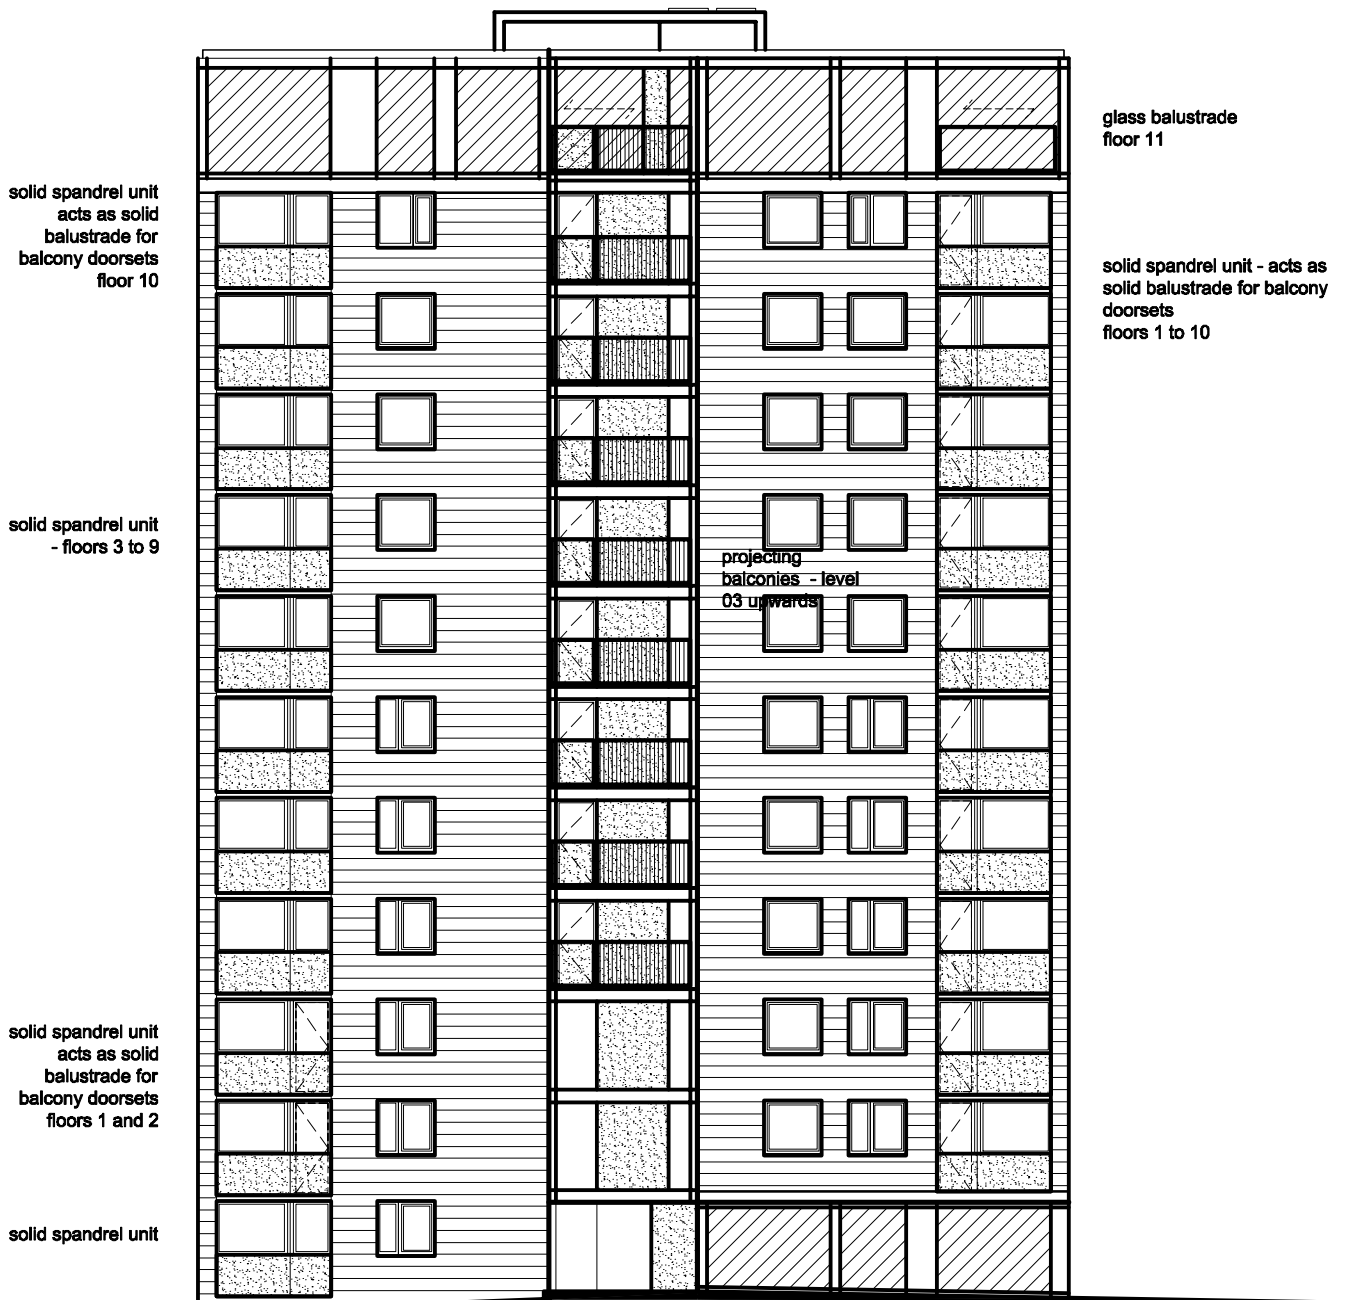 glass balustrade
floor 11
solid spandrel unit
acts as solid
balustrade for
balcony doorsets
floor 10
solid spandrel unit - acts as
solid balustrade for balcony
doorsets
floors 1 to 10
solid spandrel unit
- floors 3 to 9
projecting
balconies - level
03 upwards
solid spandrel unit
acts as solid
balustrade for
balcony doorsets
floors 1 and 2
solid spandrel unit